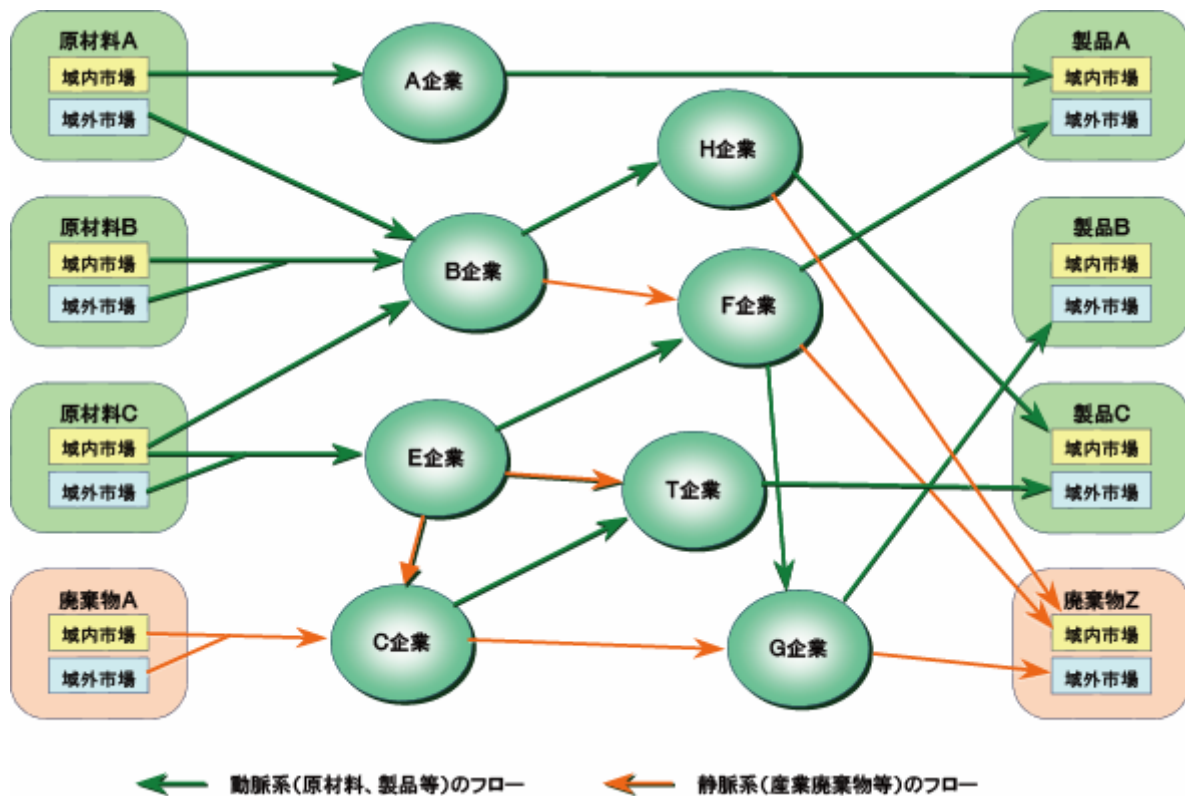 原材料A
域内市場
域外市場
原材料B
域内市場
域外市場
原材料C
域内市場
域外市場
廃棄物A
域内市場
域外市場
A企業
H企業
B企業
F企業
E企業
T企業
C企業
G企業
製品A
域内市場
域外市場
製品B
域内市場
域外市場
製品C
域内市場
域外市場
廃棄物Z
域内市場
域外市場
動脈系(原材料、製品等)のフロー
静脈系(産業廃棄物等)のフロー